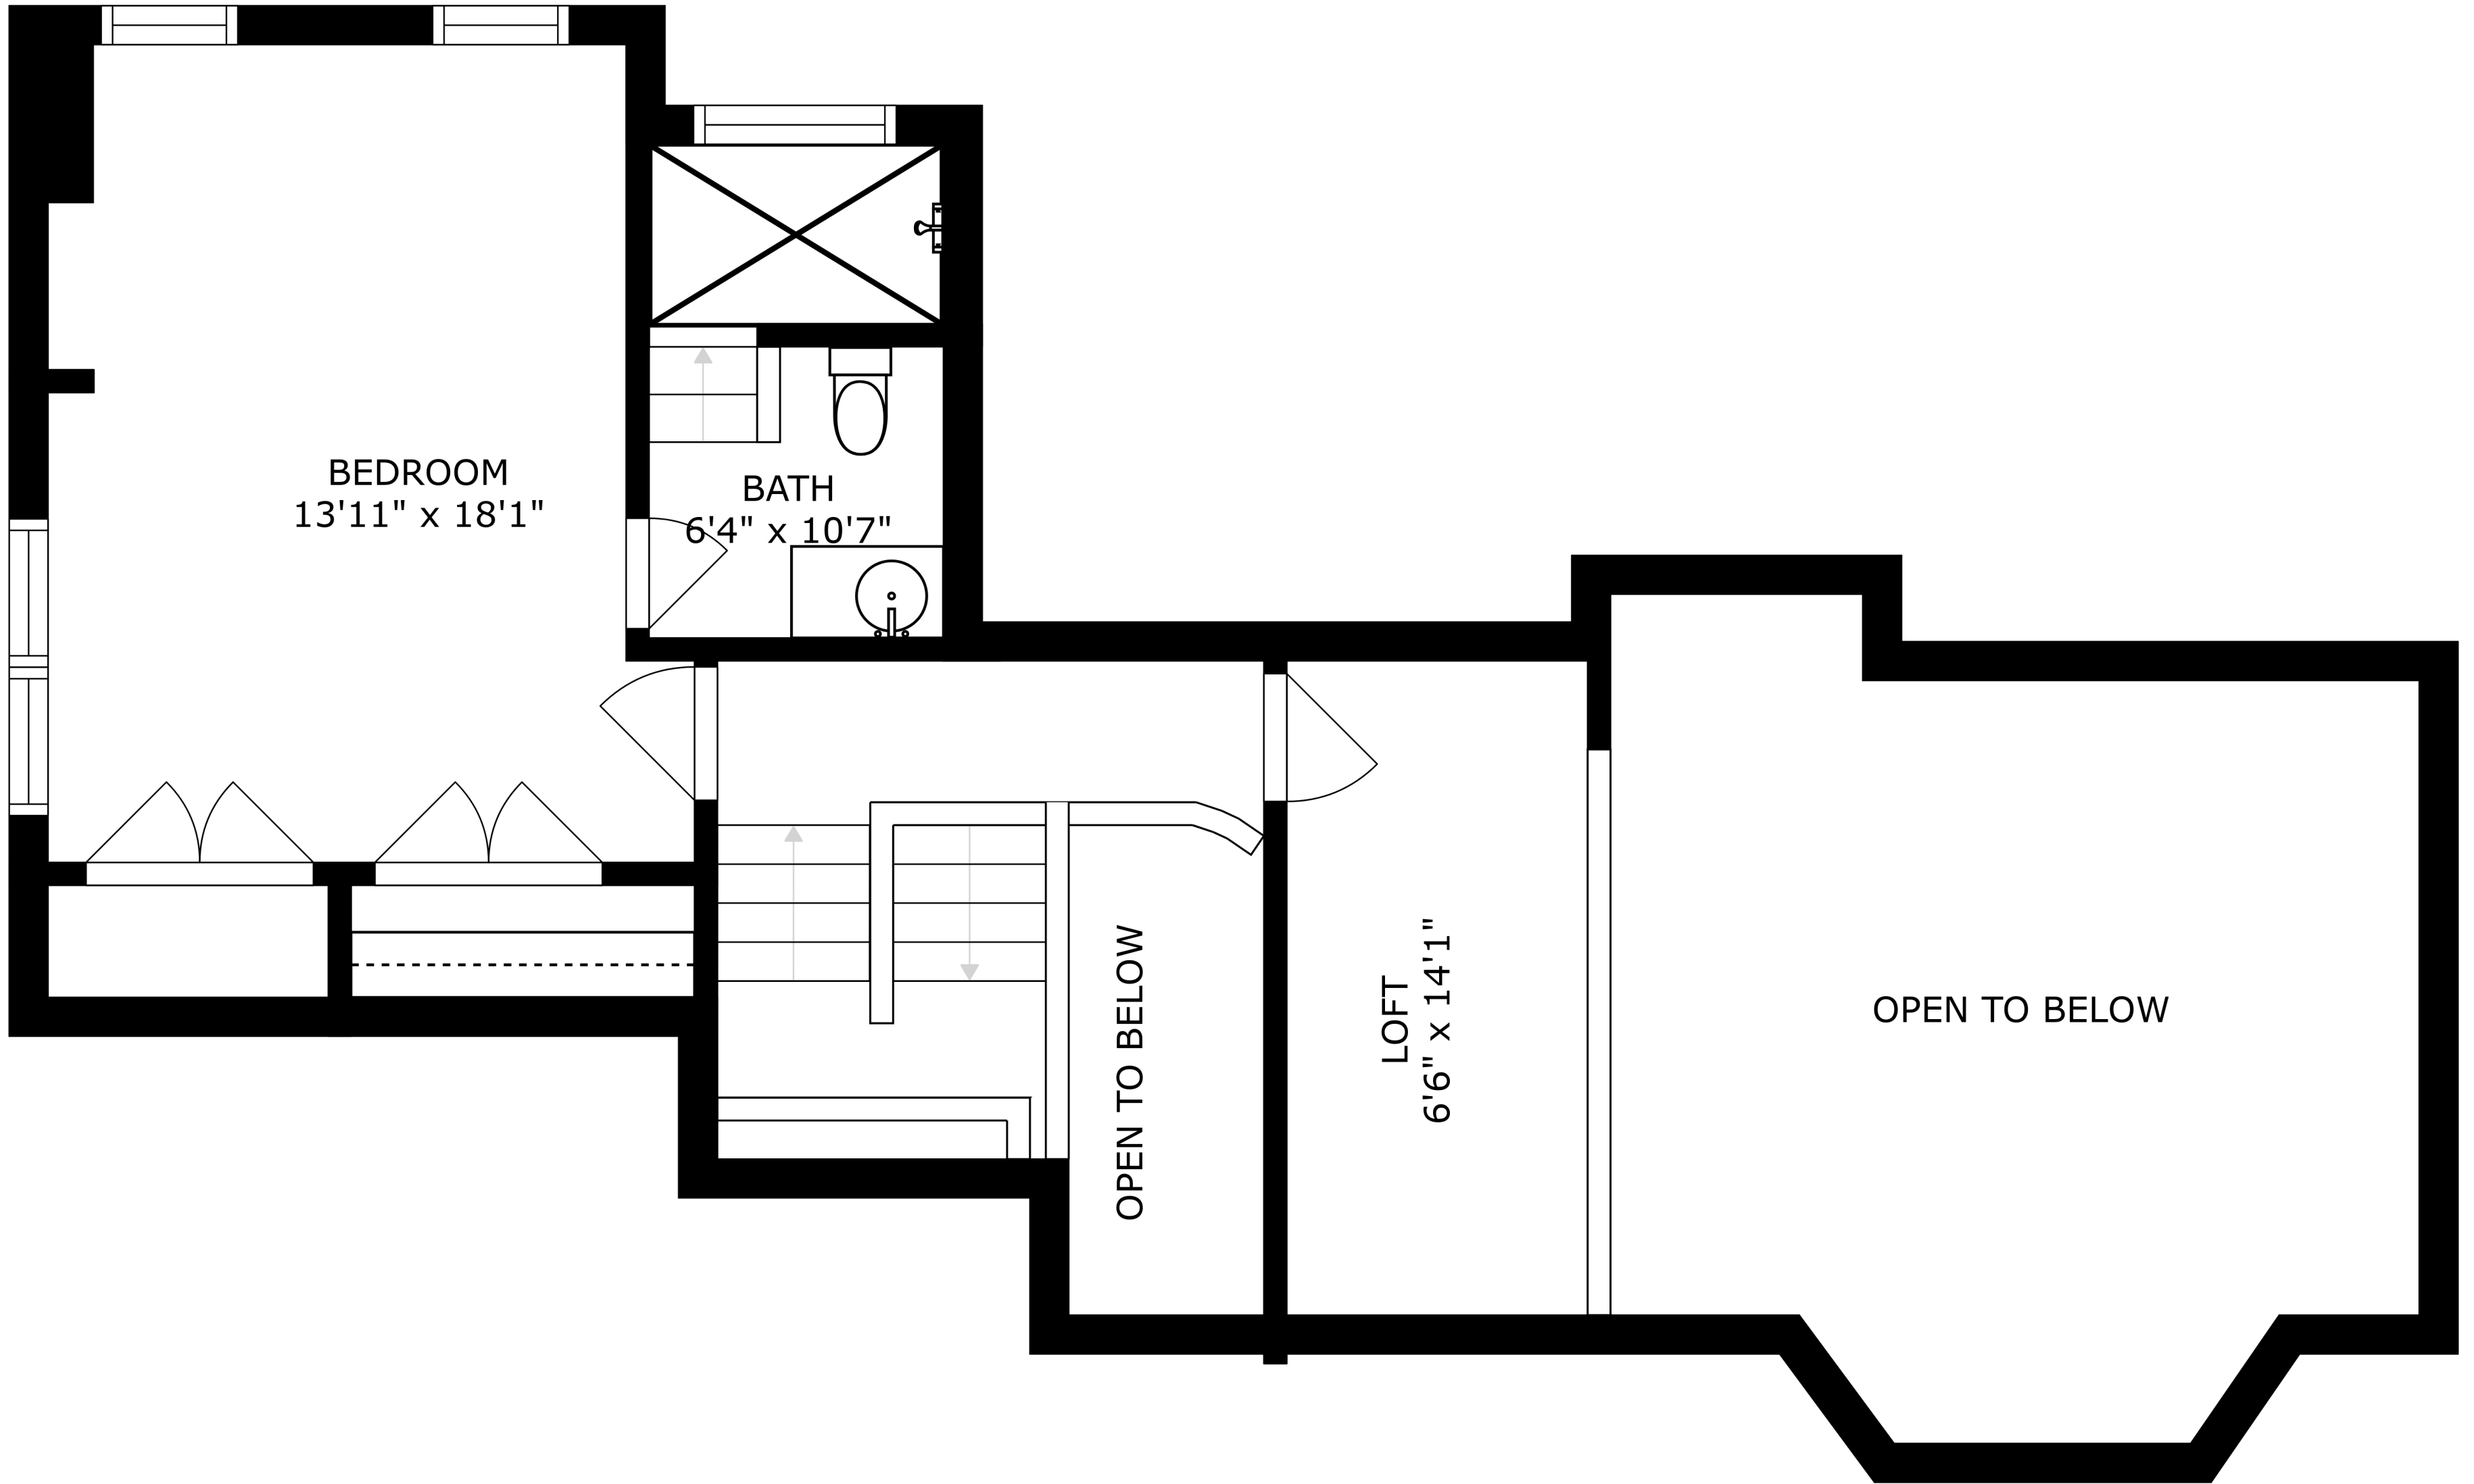 BEDROOM
13'11" x 18'1"
BATH
6'4" x 10'7"
OPEN TO BELOW
LOFT
6'6" x 14'1"
OPEN TO BELOW